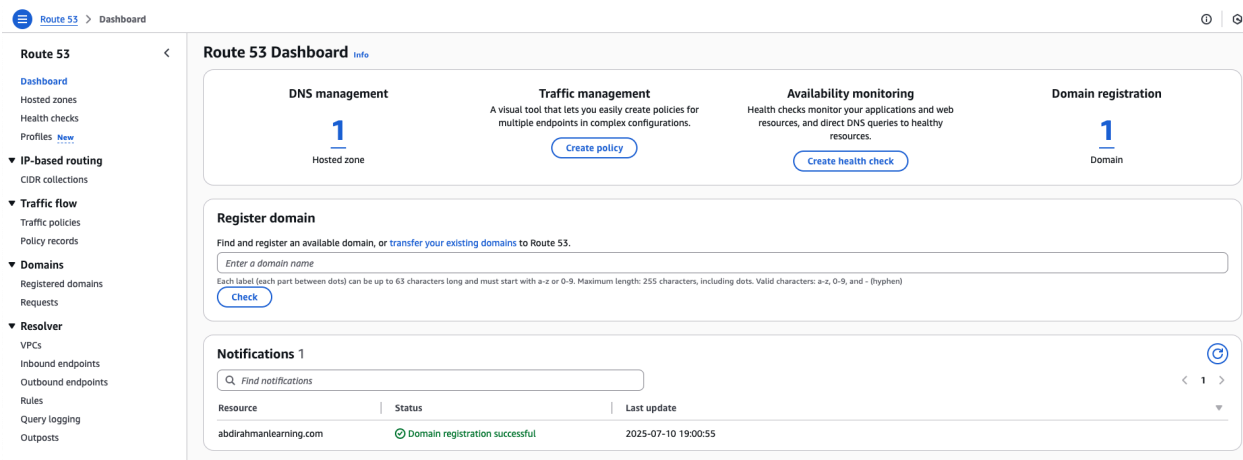 Route 53 > Dashboard
Route 53
Dashboard
Hosted zones
Health checks
Profiles New
IP-based routing
CIDR collections
Traffic flow
Traffic policies
Policy records
Domains
Registered domains
Requests
Resolver
VPCs
Inbound endpoints
Outbound endpoints
Rules
Query logging
Outposts
Route 53 Dashboard Info
DNS management
1
Hosted zone
Traffic management
A visual tool that lets you easily create policies for
multiple endpoints in complex configurations.
Create policy
Availability monitoring
Health checks monitor your applications and web
resources, and direct DNS queries to healthy
resources.
Create health check
Domain registration
1
Domain
Register domain
Find and register an available domain, or transfer your existing domains to Route 53.
Enter a domain name
Each label (each part between dots) can be up to 63 characters long and must start with a-z or 0-9. Maximum length: 255 characters, including dots. Valid characters: a-z, 0-9, and - (hyphen)
Check
Notifications 1
Find notifications
< 1 >
Resource Status Last update
abdirahmanlearning.com Domain registration successful 2025-07-10 19:00:55